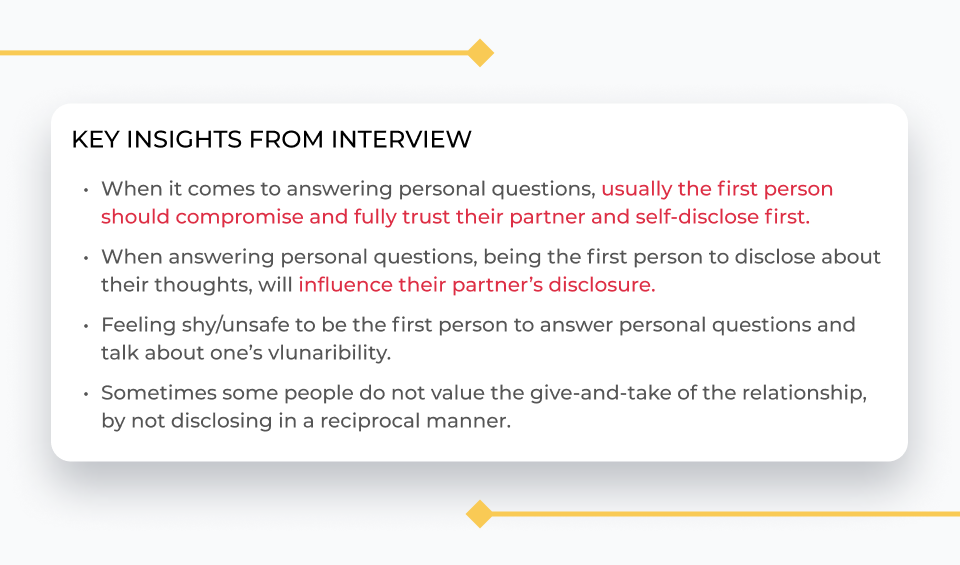 KEY INSIGHTS FROM INTERVIEW
• When it comes to answering personal questions, usually the first person
should compromise and fully trust their partner and self-disclose first.
• When answering personal questions, being the first person to disclose about
their thoughts, will influence their partner’s disclosure.
• Feeling shy/unsafe to be the first person to answer personal questions and
talk about one’s vlunaribility.
• Sometimes some people do not value the give-and-take of the relationship,
by not disclosing in a reciprocal manner.